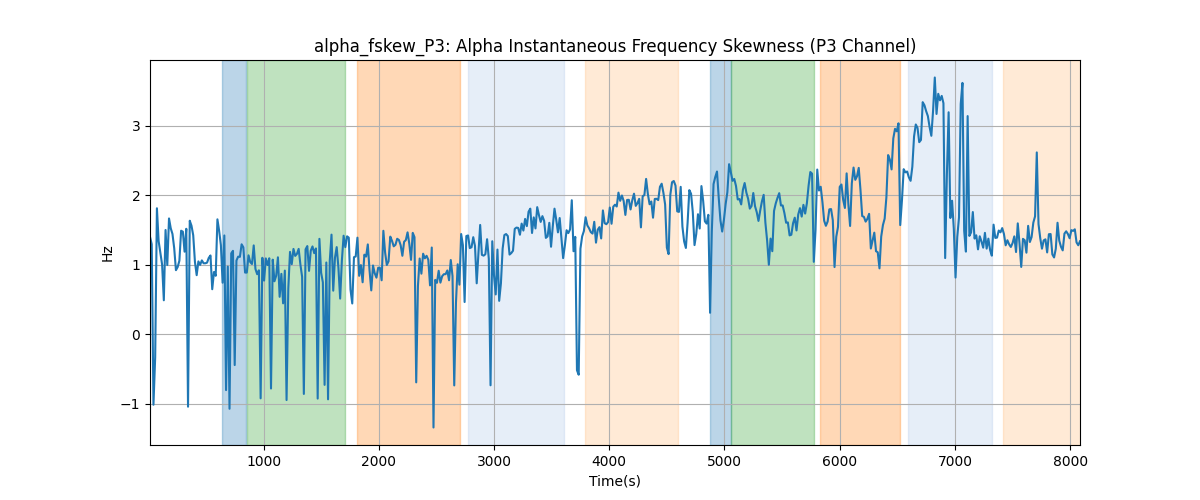 alpha_fskew_P3: Alpha Instantaneous Frequency Skewness (P3 Channel)
Hz
3
2
1
0
−1
1000 2000 3000 4000 5000 6000 7000 8000
Time(s)